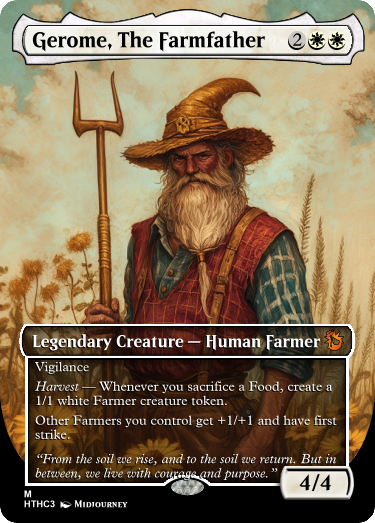 Gerome, The Farmfather 2
Legendary Creature — Human Farmer
Vigilance
Harvest — Whenever you sacrifice a Food, create a
1/1 white Farmer creature token.
Other Farmers you control get +1/+1 and have first
strike.
“From the soil we rise, and to the soil we return. But in
between, we live with courage and purpose.”
4/4
M
HTHC3 Midjourney